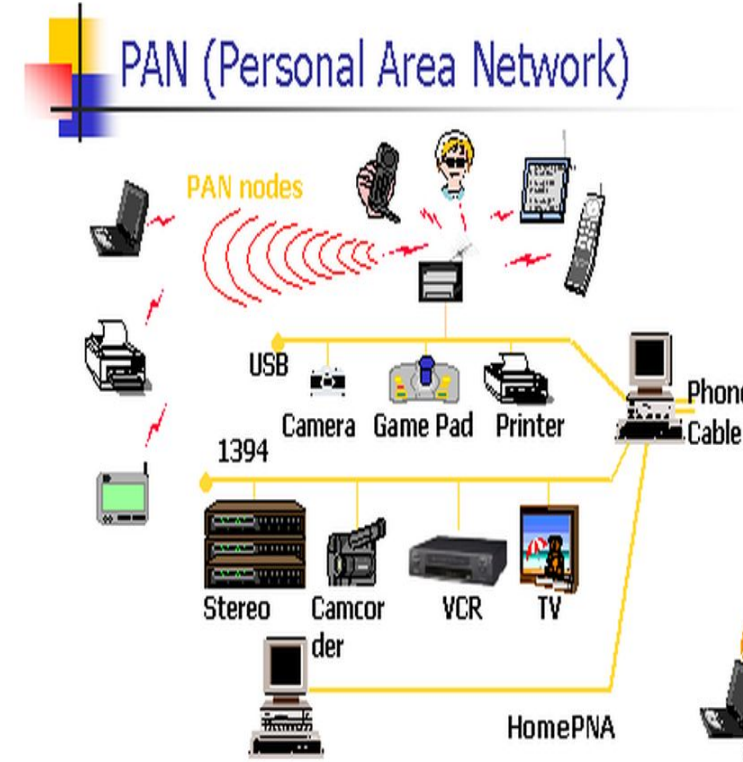 PAN (Personal Area Network)
PAN nodes
USB
Camera
Game Pad
Printer
Phone
Cable
1394
Stereo
Camcor
der
VCR
TV
HomePNA